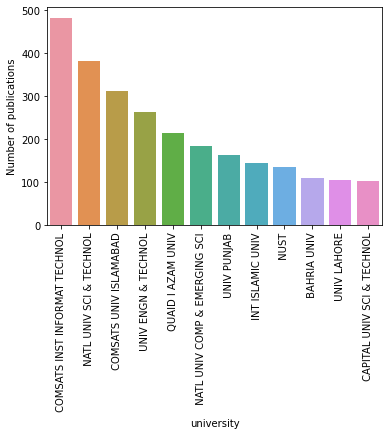 500
400
300
200
100
0
Number of publications
COMSATS INST INFORMAT TECHNOL
NATL UNIV SCI & TECHNOL
COMSATS UNIV ISLAMABAD
UNIV ENGN & TECHNOL
QUAID I AZAM UNIV
NATL UNIV COMP & EMERGING SCI
UNIV PUNJAB
INT ISLAMIC UNIV
NUST
BAHRIA UNIV
UNIV LAHORE
CAPITAL UNIV SCI & TECHNOL
university